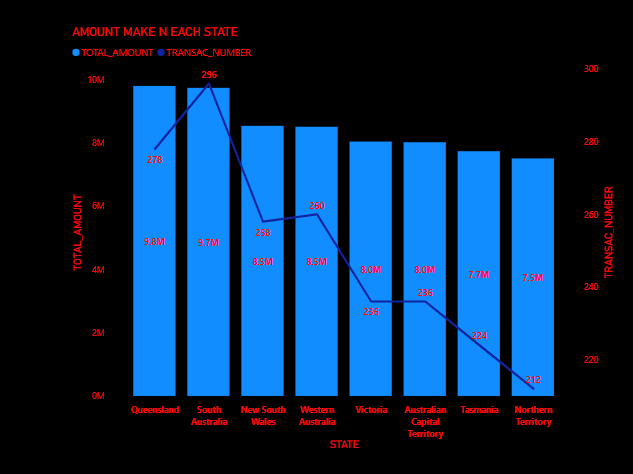 AMOUNT MAKE N EACH STATE
TOTAL_AMOUNT TRANSAC_NUMBER
10M
8M
6M
4M
2M
0M
TOTAL_AMOUNT
300
280
260
240
220
TRANSAC_NUMBER
278
296
258
260
236
236
224
212
9.8M
9.7M
8.5M
8.5M
8.0M
8.0M
7.7M
7.5M
Queensland
South
Australia
New South
Wales
Western
Australia
Victoria
Australian
Capital
Territory
Tasmania
Northern
Territory
STATE